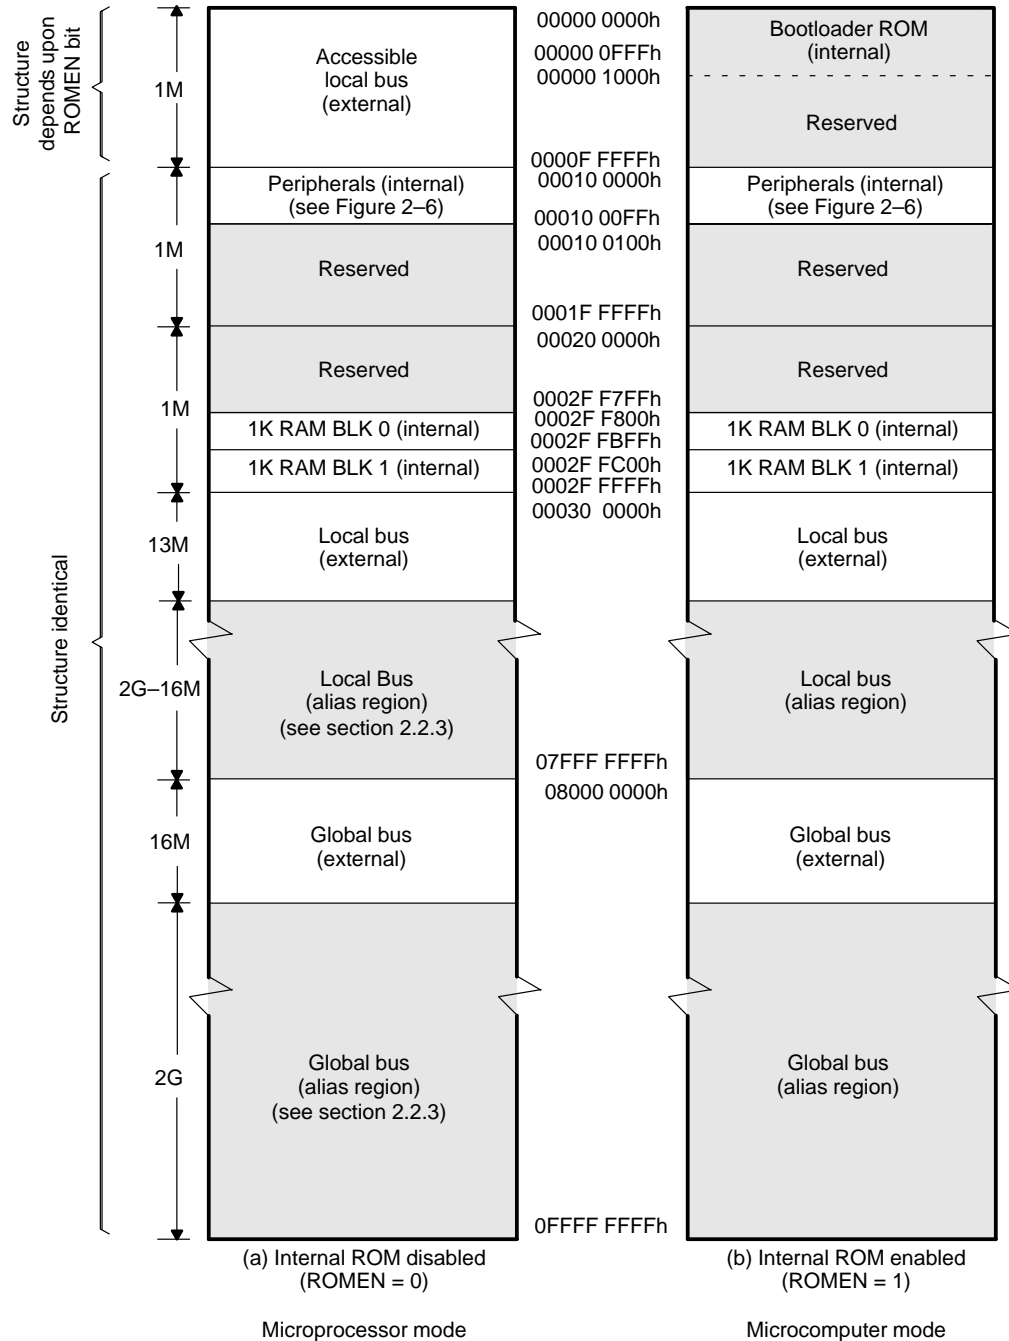 Structure
depends upon
ROMEN bit
1M
Accessible
local bus
(external)
00000 0000h
00000 0FFFh
00000 1000h
Bootloader ROM
(internal)
Reserved
0000F FFFFh
00010 0000h
Peripherals (internal)
(see Figure 2–6)
00010 00FFh
00010 0100h
Peripherals (internal)
(see Figure 2–6)
1M
Reserved
Reserved
0001F FFFFh
00020 0000h
Reserved
Reserved
1M
0002F F7FFh
0002F F800h
1K RAM BLK 0 (internal)
1K RAM BLK 0 (internal)
0002F FBFFh
0002F FC00h
1K RAM BLK 1 (internal)
1K RAM BLK 1 (internal)
0002F FFFFh
00030 0000h
13M
Local bus
(external)
Local bus
(external)
Structure identical
2G–16M
Local Bus
(alias region)
(see section 2.2.3)
Local bus
(alias region)
07FFF FFFFh
08000 0000h
16M
Global bus
(external)
Global bus
(external)
2G
Global bus
(alias region)
(see section 2.2.3)
Global bus
(alias region)
0FFFF FFFFh
(a) Internal ROM disabled
(ROMEN = 0)
(b) Internal ROM enabled
(ROMEN = 1)
Microprocessor mode
Microcomputer mode